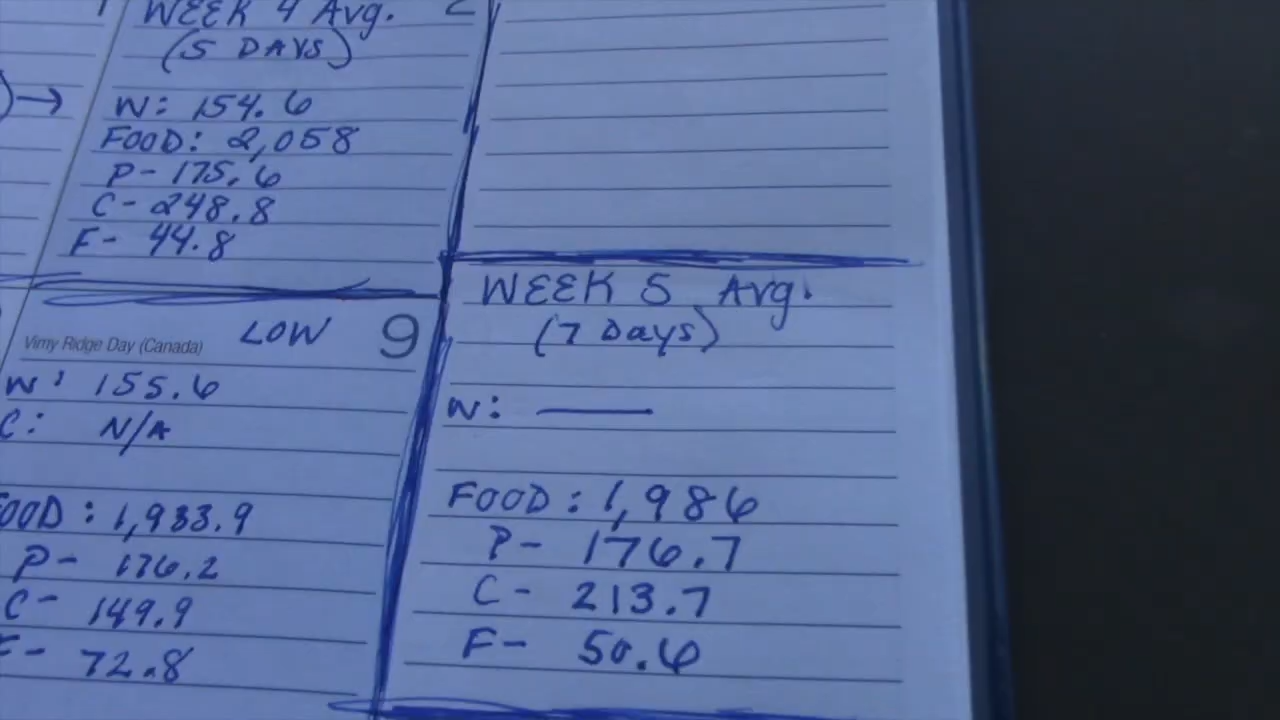 WEEK 4 Avg.
(5 DAYS)
W: 154.6
FOOD: 2,058
P- 175.6
C- 248.8
F- 44.8
Vimy Ridge Day (Canada)
LOW 9
W: 155.6
C: N/A
FOOD: 1,933.9
P- 176.2
C- 149.9
F- 72.8
WEEK 5 Avg.
(7 Days)
W: —
FOOD: 1,986
P- 176.7
C- 213.7
F- 50.6